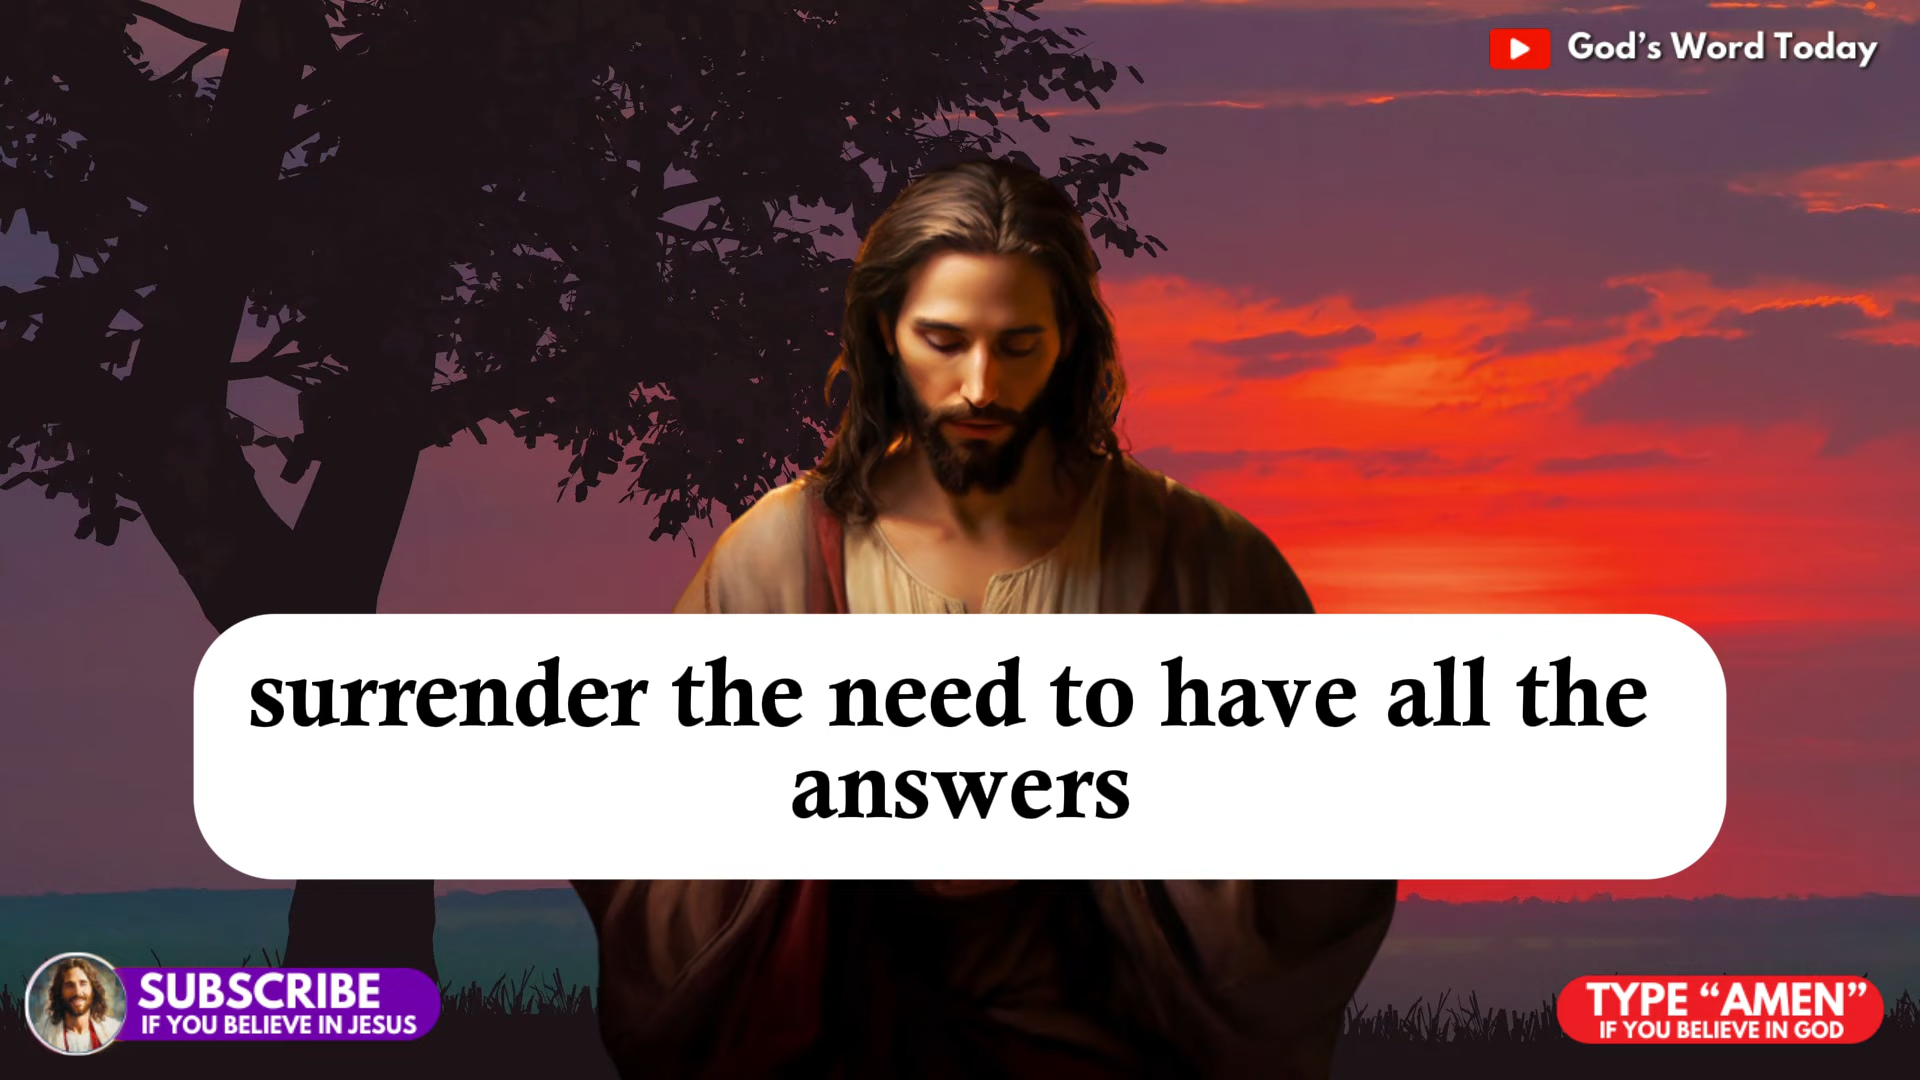 God's Word Today
surrender the need to have all the
answers
SUBSCRIBE
IF YOU BELIEVE IN JESUS
TYPE “AMEN”
IF YOU BELIEVE IN GOD